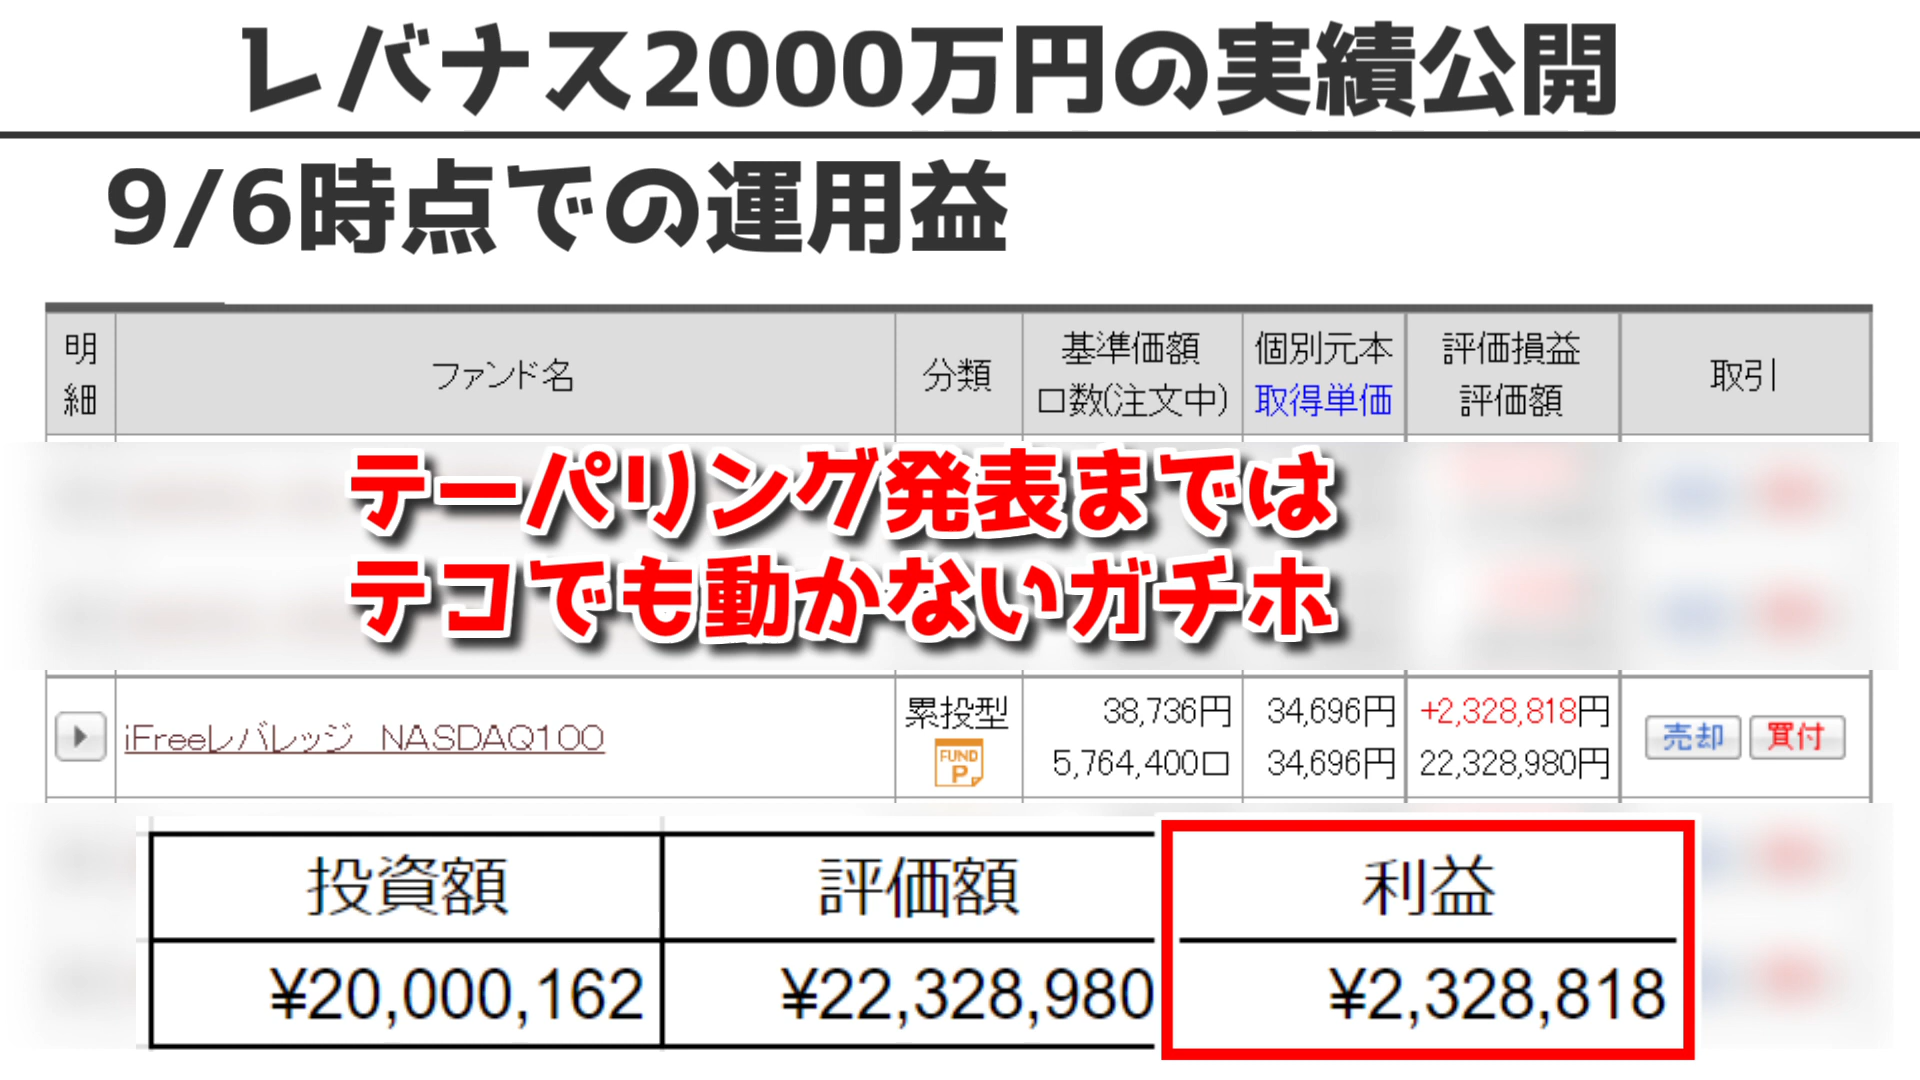 レバナス2000万円の実績公開
9/6時点での運用益
明細
ファンド名
分類
基準価額
口数(注文中)
個別元本
取得単価
評価損益
評価額
取引
テーパリング発表までは
テコでも動かないガチホ
iFreeレバレッジ NASDAQ100
累投型
FUND
P
38,736円
5,764,400口
34,696円
34,696円
+2,328,818円
22,328,980円
売却
買付
投資額
評価額
利益
¥20,000,162
¥22,328,980
¥2,328,818